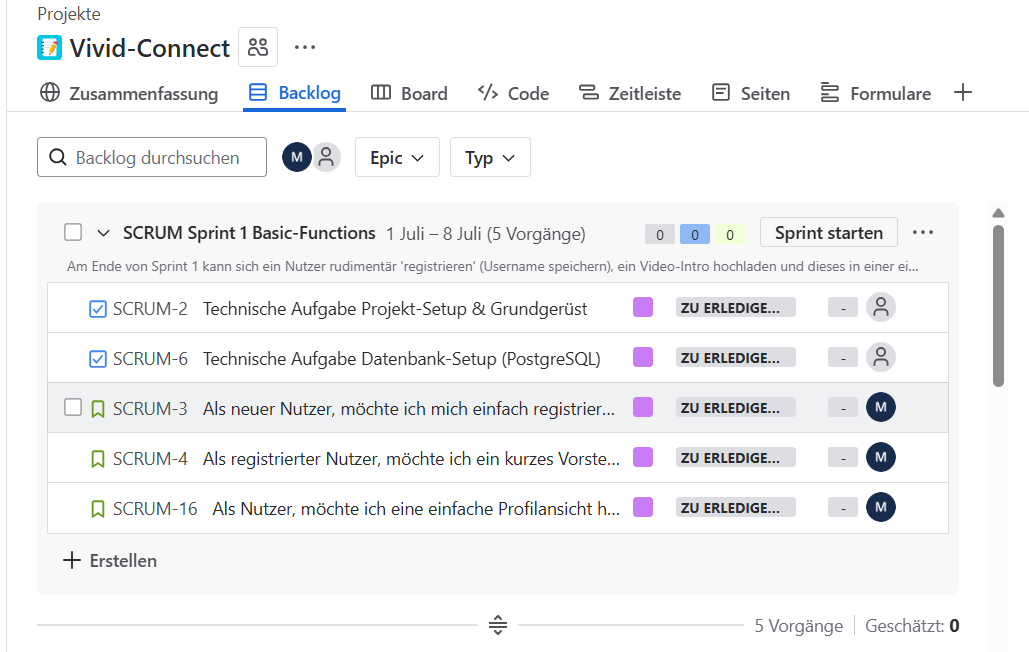 Projekte
Vivid-Connect
Zusammenfassung Backlog Board Code Zeitleiste Seiten Formulare
Backlog durchsuchen M Epic Typ
SCRUM Sprint 1 Basic-Functions 1 Juli – 8 Juli (5 Vorgänge) 0 0 0 Sprint starten
Am Ende von Sprint 1 kann sich ein Nutzer rudimentär 'registrieren' (Username speichern), ein Video-Intro hochladen und dieses in einer ei...
SCRUM-2 Technische Aufgabe Projekt-Setup & Grundgerüst ZU ERLEDIGE... -
SCRUM-6 Technische Aufgabe Datenbank-Setup (PostgreSQL) ZU ERLEDIGE... -
SCRUM-3 Als neuer Nutzer, möchte ich mich einfach registrier... ZU ERLEDIGE... - M
SCRUM-4 Als registrierter Nutzer, möchte ich ein kurzes Vorste... ZU ERLEDIGE... - M
SCRUM-16 Als Nutzer, möchte ich eine einfache Profilansicht h... ZU ERLEDIGE... - M
Erstellen
5 Vorgänge Geschätzt: 0